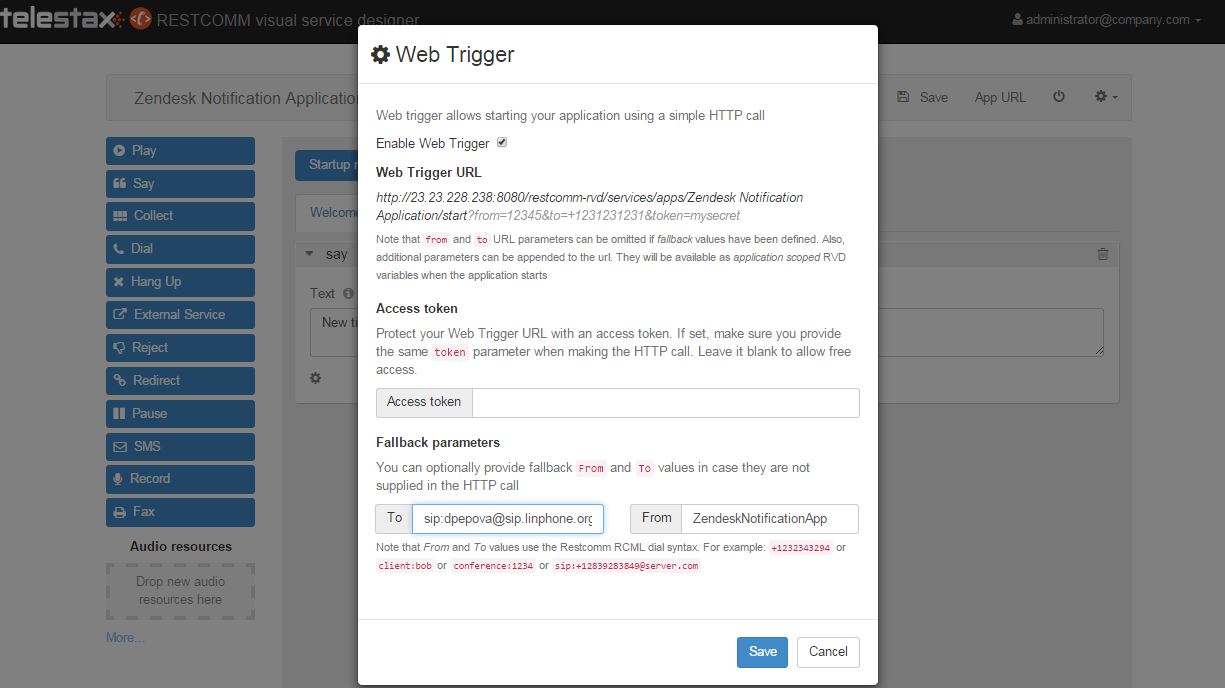 telestax RESTCOMM visual service designer
administrator@company.com
Zendesk Notification Application
Save App URL
Play
Say
Collect
Dial
Hang Up
External Service
Reject
Redirect
Pause
SMS
Record
Fax
Audio resources
Drop new audio
resources here
More...
Startup
Welcome
say
Text
New ti
Web Trigger
Web trigger allows starting your application using a simple HTTP call
Enable Web Trigger
Web Trigger URL
http://23.23.228.238:8080/restcomm-rvd/services/apps/Zendesk Notification
Application/start?from=12345&to=+1231231231&token=mysecret
Note that from and to URL parameters can be omitted if fallback values have been defined. Also,
additional parameters can be appended to the url. They will be available as application scoped RVD
variables when the application starts
Access token
Protect your Web Trigger URL with an access token. If set, make sure you provide
the same token parameter when making the HTTP call. Leave it blank to allow free
access.
Access token
Fallback parameters
You can optionally provide fallback From and To values in case they are not
supplied in the HTTP call
To sip:dpepova@sip.linphone.org From ZendeskNotificationApp
Note that From and To values use the Restcomm RCML dial syntax. For example: +1232343294 or
client:bob or conference:1234 or sip:+12839283849@server.com
Save Cancel